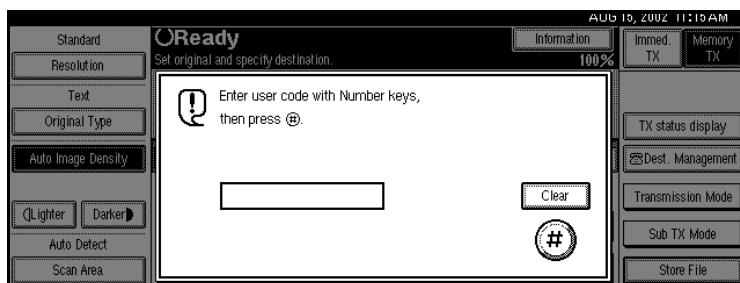 AUG 15, 2002 11:15AM
Standard
Resolution
Text
Original Type
Auto Image Density
Lighter
Darker
Auto Detect
Scan Area
Ready
Set original and specify destination.
Information
100%
Enter user code with Number keys,
then press #.
Clear
#
Immed. TX
Memory TX
TX status display
Dest. Management
Transmission Mode
Sub TX Mode
Store File